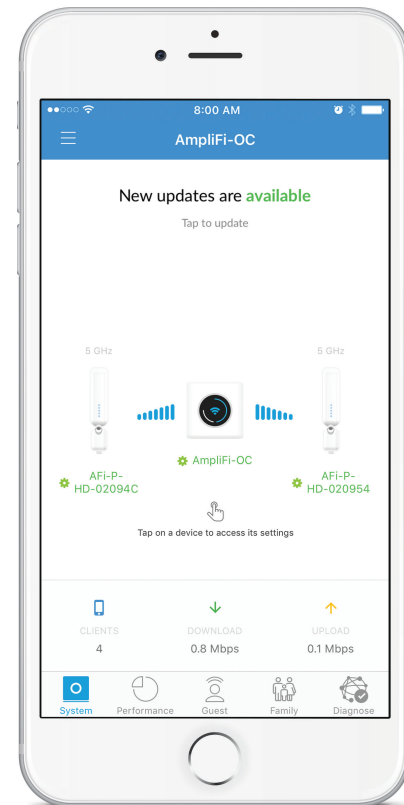 8:00 AM
AmpliFi-OC
New updates are available
Tap to update
5 GHz
5 GHz
AmpliFi-OC
AFi-P-
HD-02094C
AFi-P-
HD-020954
Tap on a device to access its settings
CLIENTS
DOWNLOAD
UPLOAD
4
0.8 Mbps
0.1 Mbps
System
Performance
Guest
Family
Diagnose